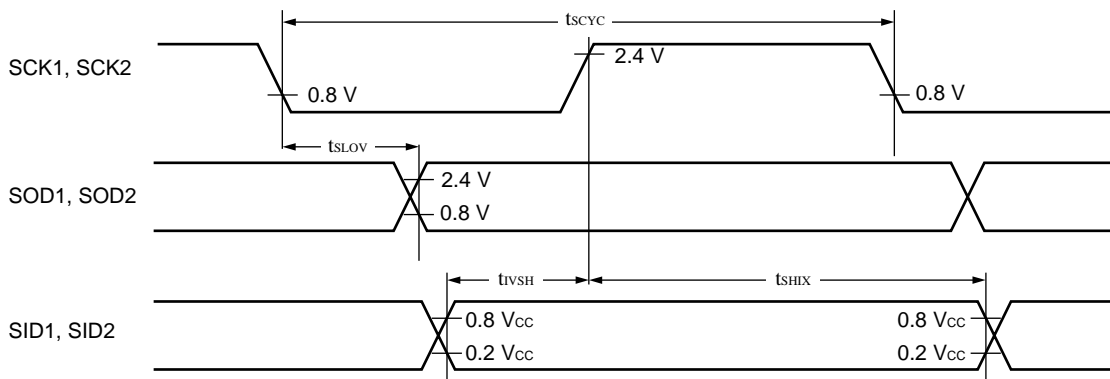 tSCYC
SCK1, SCK2
2.4 V
0.8 V
0.8 V
tSLOV
SOD1, SOD2
2.4 V
0.8 V
tIVSH
tSHIX
SID1, SID2
0.8 VCC
0.8 VCC
0.2 VCC
0.2 VCC